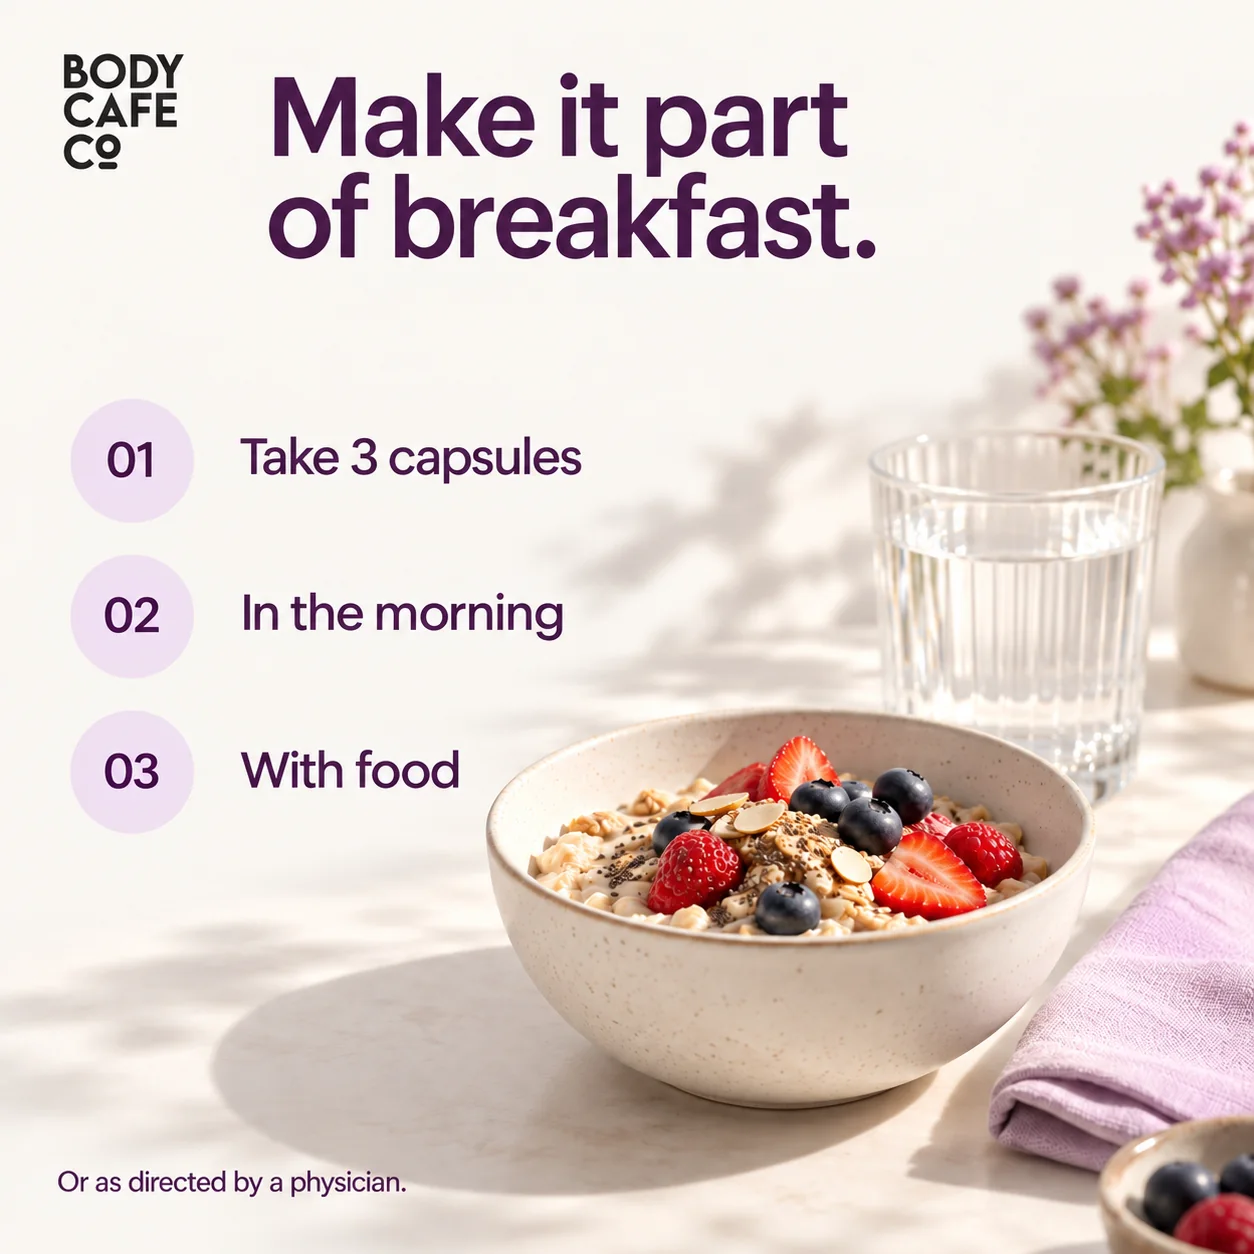 BODY
CAFE
Co
Make it part
of breakfast.
01 Take 3 capsules
02 In the morning
03 With food
Or as directed by a physician.